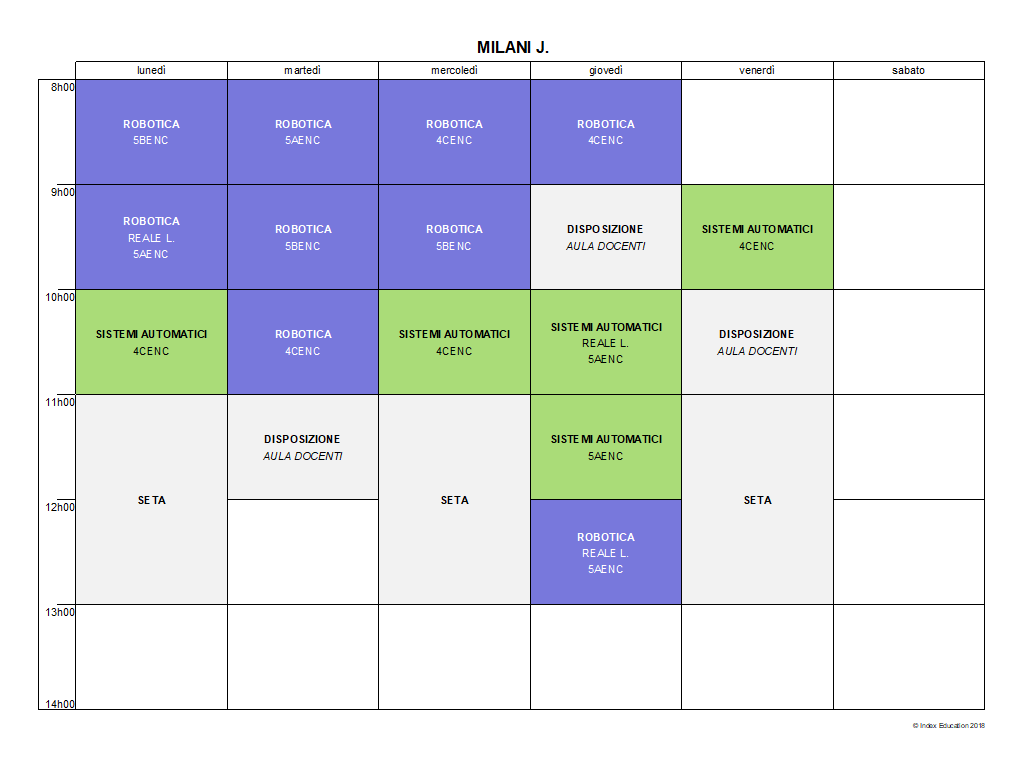 MILANI J.
lunedì martedì mercoledì giovedì venerdì sabato
8h00
ROBOTICA ROBOTICA ROBOTICA ROBOTICA
5BENC 5AENC 4CENC 4CENC
9h00
ROBOTICA
REALE L.
5AENC
ROBOTICA
5BENC
ROBOTICA
5BENC
DISPOSIZIONE
AULA DOCENTI
SISTEMI AUTOMATICI
4CENC
10h00
SISTEMI AUTOMATICI
4CENC
ROBOTICA
4CENC
SISTEMI AUTOMATICI
4CENC
SISTEMI AUTOMATICI
REALE L.
5AENC
DISPOSIZIONE
AULA DOCENTI
11h00
SETA
DISPOSIZIONE
AULA DOCENTI
SETA
SISTEMI AUTOMATICI
5AENC
SETA
12h00
ROBOTICA
REALE L.
5AENC
13h00
14h00
© Index Education 2018